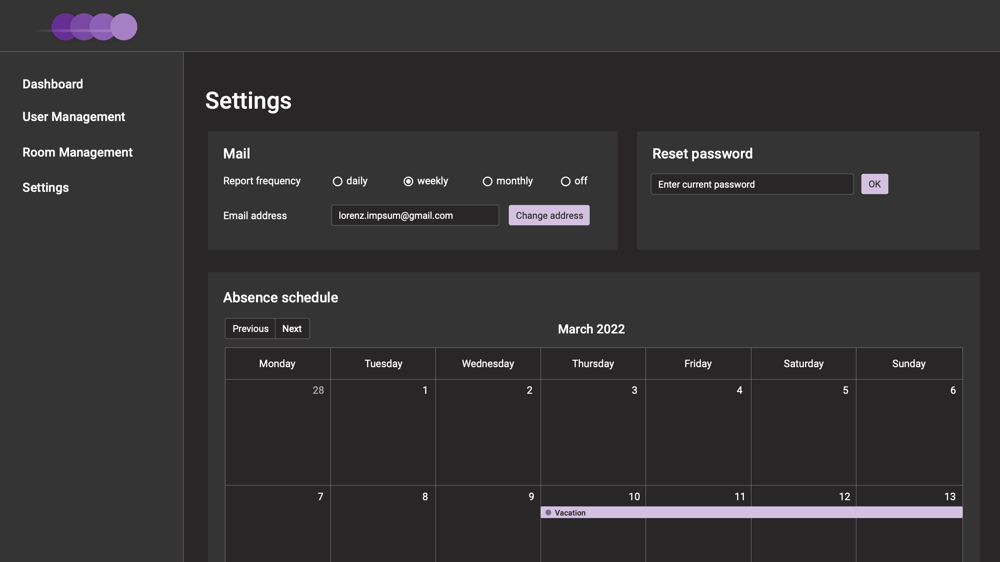 Dashboard
User Management
Room Management
Settings
Settings
Mail
Report frequency daily weekly monthly off
Email address lorenz.impsum@gmail.com Change address
Reset password
Enter current password OK
Absence schedule
Previous Next March 2022
Monday Tuesday Wednesday Thursday Friday Saturday Sunday
28 1 2 3 4 5 6
7 8 9 10 11 12 13
Vacation